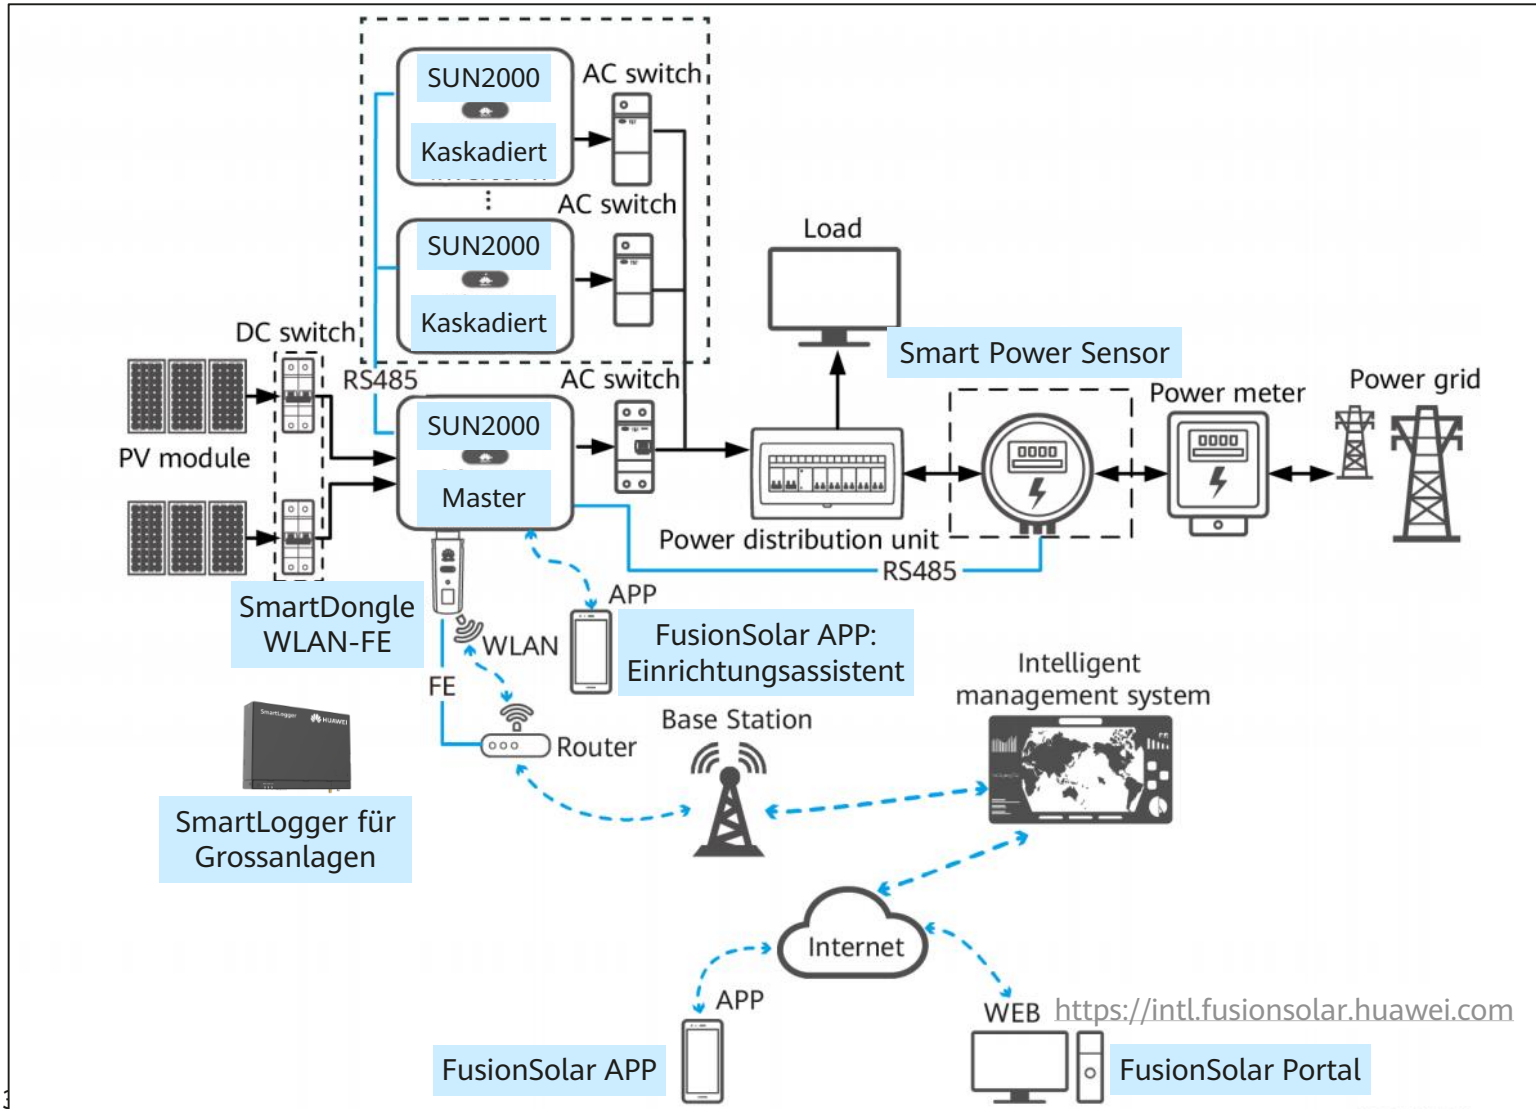 SUN2000
AC switch
Kaskadiert
AC switch
SUN2000
Kaskadiert
Load
DC switch
Smart Power Sensor
RS485
AC switch
Power meter
Power grid
SUN2000
PV module
Master
Power distribution unit
RS485
SmartDongle
WLAN-FE
APP
WLAN
FusionSolar APP:
Einrichtungsassistent
FE
Intelligent
management system
SmartLogger
HUAWEI
Base Station
Router
SmartLogger für
Grossanlagen
Internet
APP
WEB
https://intl.fusionsolar.huawei.com
FusionSolar APP
FusionSolar Portal